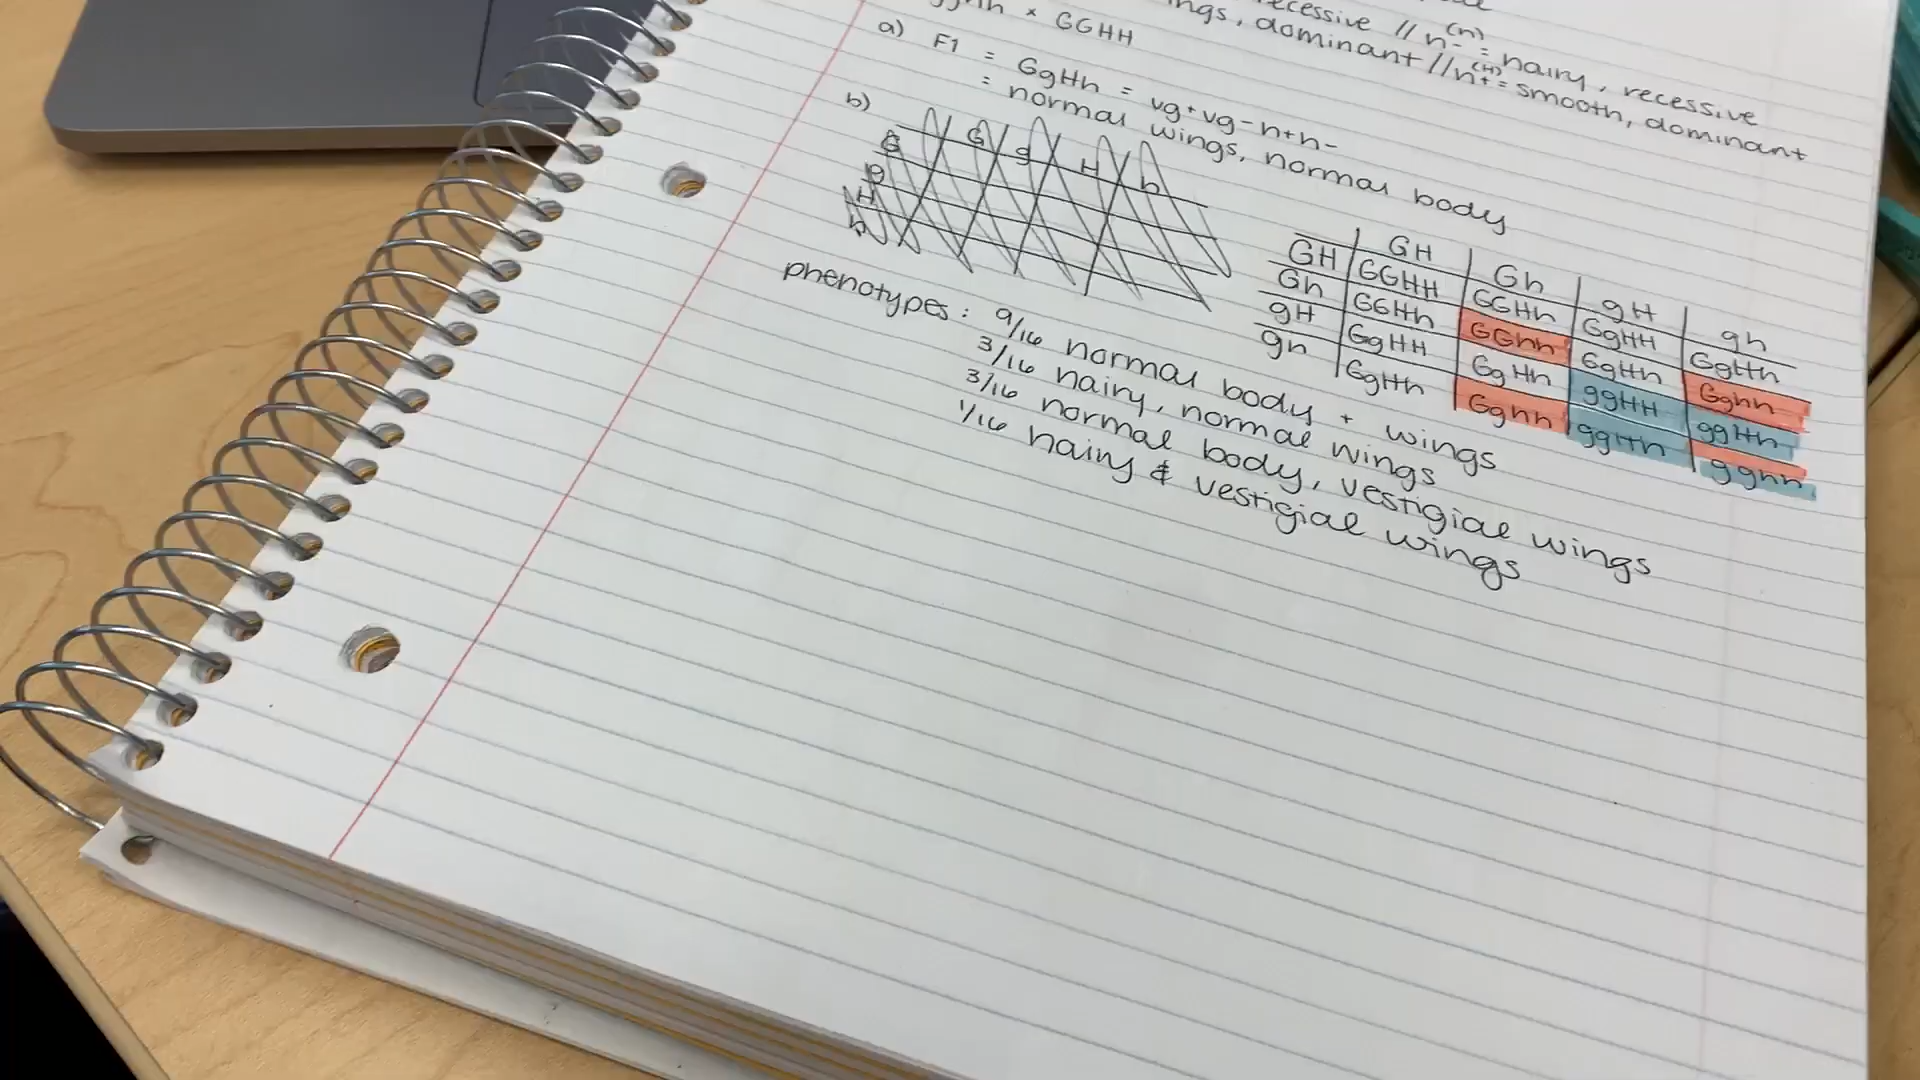 recessive // h- (h) = hairy, recessive
ngs, dominant // h+ (H) = smooth, dominant
gghh × GGHH
a) F1 = GgHh = vg+vg-h+h-
= normal wings, normal body
b)
G g H h
G
g
H
h
GH Gh gH gh
GH GGHH GGHh GgHH GgHh
Gh GGHh GGhh GgHh Gghh
gH GgHH GgHh ggHH ggHh
gh GgHh Gghh ggHh gghh
phenotypes: 9/16 normal body + wings
3/16 hairy, normal wings
3/16 normal body, vestigial wings
1/16 hairy & vestigial wings